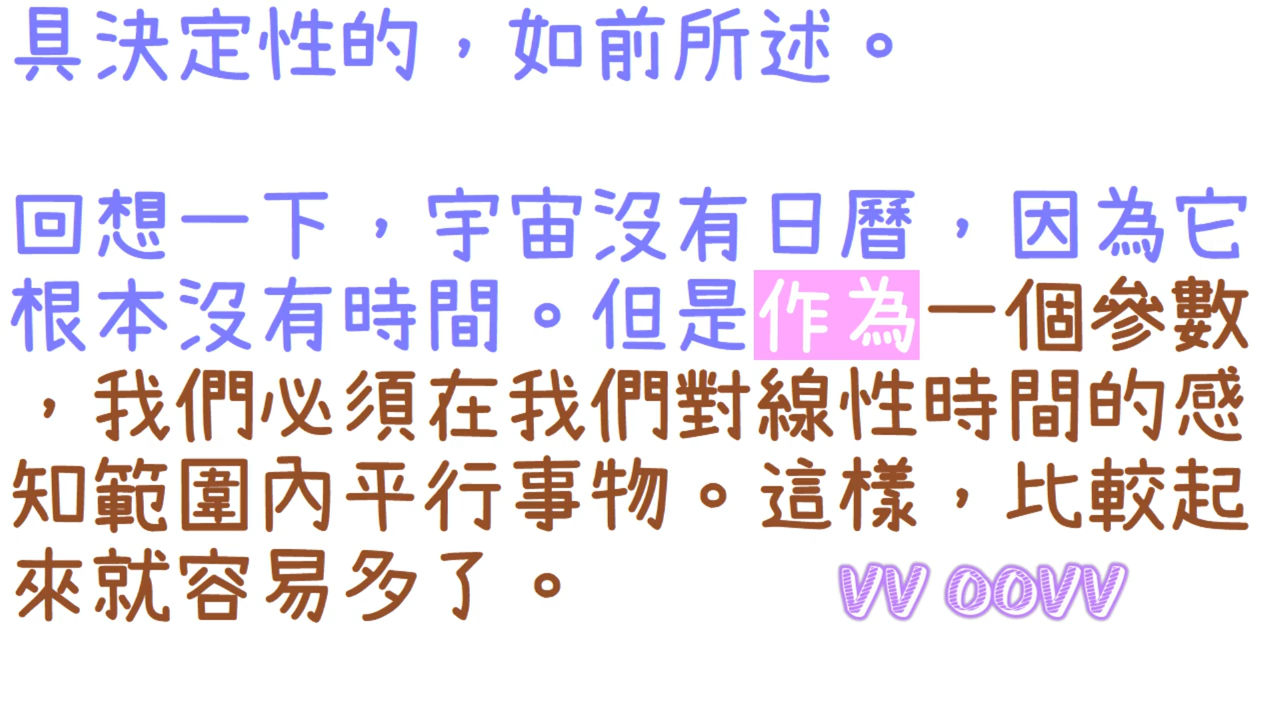 具決定性的，如前所述。
回想一下，宇宙沒有日曆，因為它
根本沒有時間。但是作為一個參數
，我們必須在我們對線性時間的感
知範圍內平行事物。這樣，比較起
來就容易多了。
VV OOVV